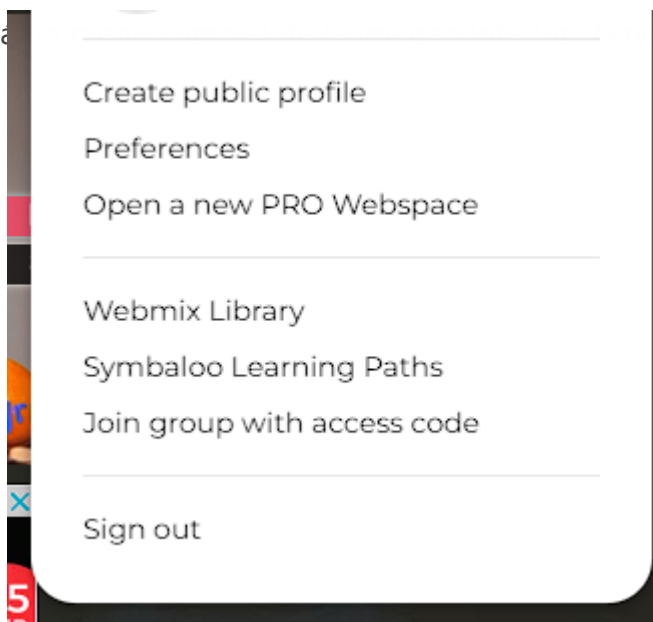 Create public profile
Preferences
Open a new PRO Webspace
Webmix Library
Symbaloo Learning Paths
Join group with access code
Sign out
5